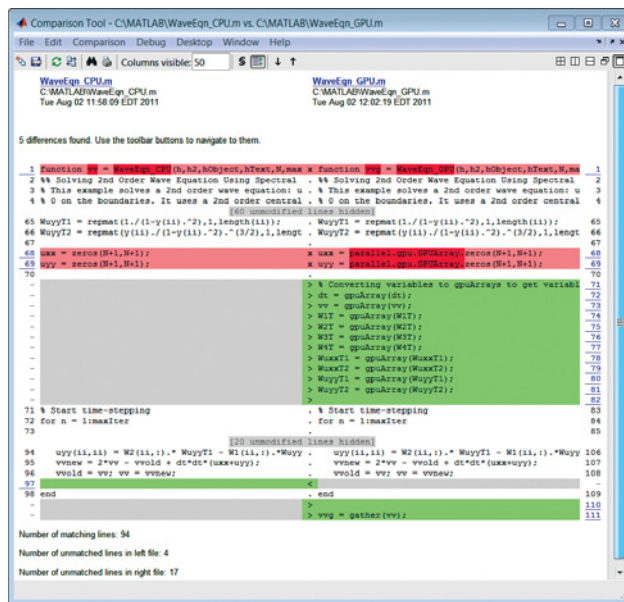 Comparison Tool - C:\MATLAB\WaveEqn_CPU.m vs. C:\MATLAB\WaveEqn_GPU.m
File Edit Comparison Debug Desktop Window Help
Columns visible: 50
WaveEqn_CPU.m WaveEqn_GPU.m
C:\MATLAB\WaveEqn_CPU.m C:\MATLAB\WaveEqn_GPU.m
Tue Aug 02 11:58:09 EDT 2011 Tue Aug 02 12:02:19 EDT 2011
5 differences found. Use the toolbar buttons to navigate to them.
1 function vv = WaveEqn_CPU(h,h2,hObject,hText,N,max x function vvg = WaveEqn_GPU(h,h2,hObject,hText,N,ma 1
2 %% Solving 2nd Order Wave Equation Using Spectral . %% Solving 2nd Order Wave Equation Using Spectral 2
3 % This example solves a 2nd order wave equation: u . % This example solves a 2nd order wave equation: u 3
4 % 0 on the boundaries. It uses a 2nd order central . % 0 on the boundaries. It uses a 2nd order central 4
[60 unmodified lines hidden]
65 WuyyT1 = repmat(1./(1-y(ii).^2),1,length(ii)); . WuyyT1 = repmat(1./(1-y(ii).^2),1,length(ii)); 65
66 WuyyT2 = repmat(y(ii)./(1-y(ii).^2).^(3/2),1,lengt . WuyyT2 = repmat(y(ii)./(1-y(ii).^2).^(3/2),1,lengt 66
67 . 67
68 uxx = zeros(N+1,N+1); x uxx = parallel.gpu.GPUArray.zeros(N+1,N+1); 68
69 uyy = zeros(N+1,N+1); x uyy = parallel.gpu.GPUArray.zeros(N+1,N+1); 69
70 . 70
- > % Converting variables to gpuArrays to get variabl 71
- > dt = gpuArray(dt); 72
- > vv = gpuArray(vv); 73
- > W1T = gpuArray(W1T); 74
- > W2T = gpuArray(W2T); 75
- > W3T = gpuArray(W3T); 76
- > W4T = gpuArray(W4T); 77
- > WuxxT1 = gpuArray(WuxxT1); 78
- > WuxxT2 = gpuArray(WuxxT2); 79
- > WuyyT1 = gpuArray(WuyyT1); 80
- > WuyyT2 = gpuArray(WuyyT2); 81
- > 82
71 % Start time-stepping . % Start time-stepping 83
72 for n = 1:maxIter . for n = 1:maxIter 84
73 . 85
[20 unmodified lines hidden]
94 uyy(ii,ii) = W2(ii,:).* WuyyT1 - W1(ii,:).*Wuyy . uyy(ii,ii) = W2(ii,:).* WuyyT1 - W1(ii,:).*Wuyy 106
95 vvnew = 2*vv - vvold + dt*dt*(uxx+uyy); . vvnew = 2*vv - vvold + dt*dt*(uxx+uyy); 107
96 vvold = vv; vv = vvnew; . vvold = vv; vv = vvnew; 108
97 < -
98 end . end 109
- > 110
- > vvg = gather(vv); 111
Number of matching lines: 94
Number of unmatched lines in left file: 4
Number of unmatched lines in right file: 17